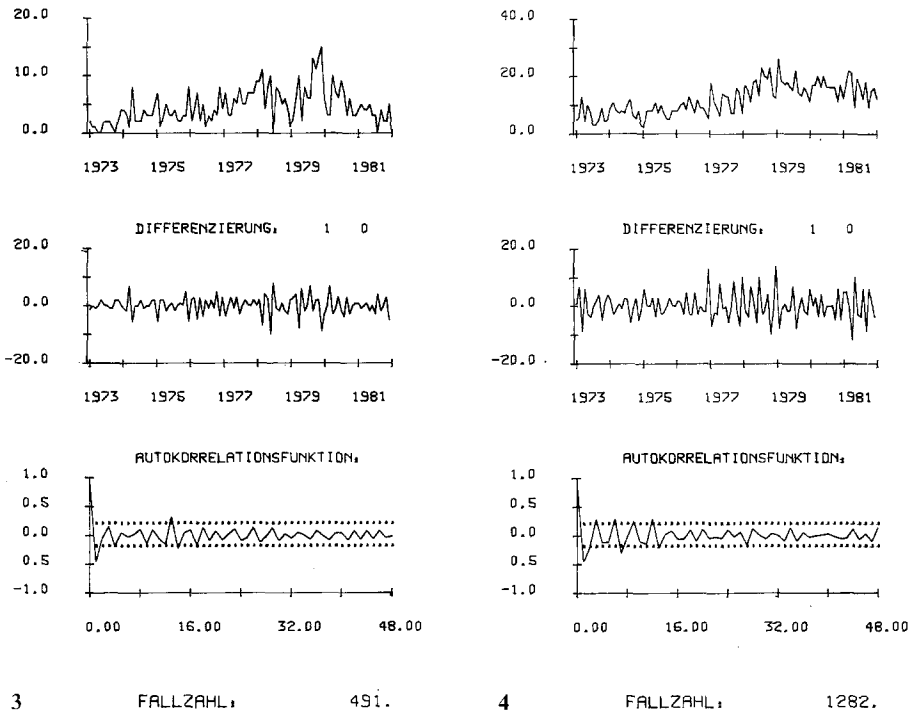 20.0
10.0
0.0
1973 1975 1977 1979 1981
DIFFERENZIERUNG: 1 0
20.0
0.0
-20.0
1973 1975 1977 1979 1981
AUTOKORRELATIONSFUNKTION:
1.0
0.5
0.0
0.5
-1.0
0.00 16.00 32.00 48.00
3 FALLZAHL: 491.
40.0
20.0
0.0
1973 1975 1977 1979 1981
DIFFERENZIERUNG: 1 0
20.0
0.0
-20.0
1973 1975 1977 1979 1981
AUTOKORRELATIONSFUNKTION:
1.0
0.5
0.0
0.5
-1.0
0.00 16.00 32.00 48.00
4 FALLZAHL: 1282.